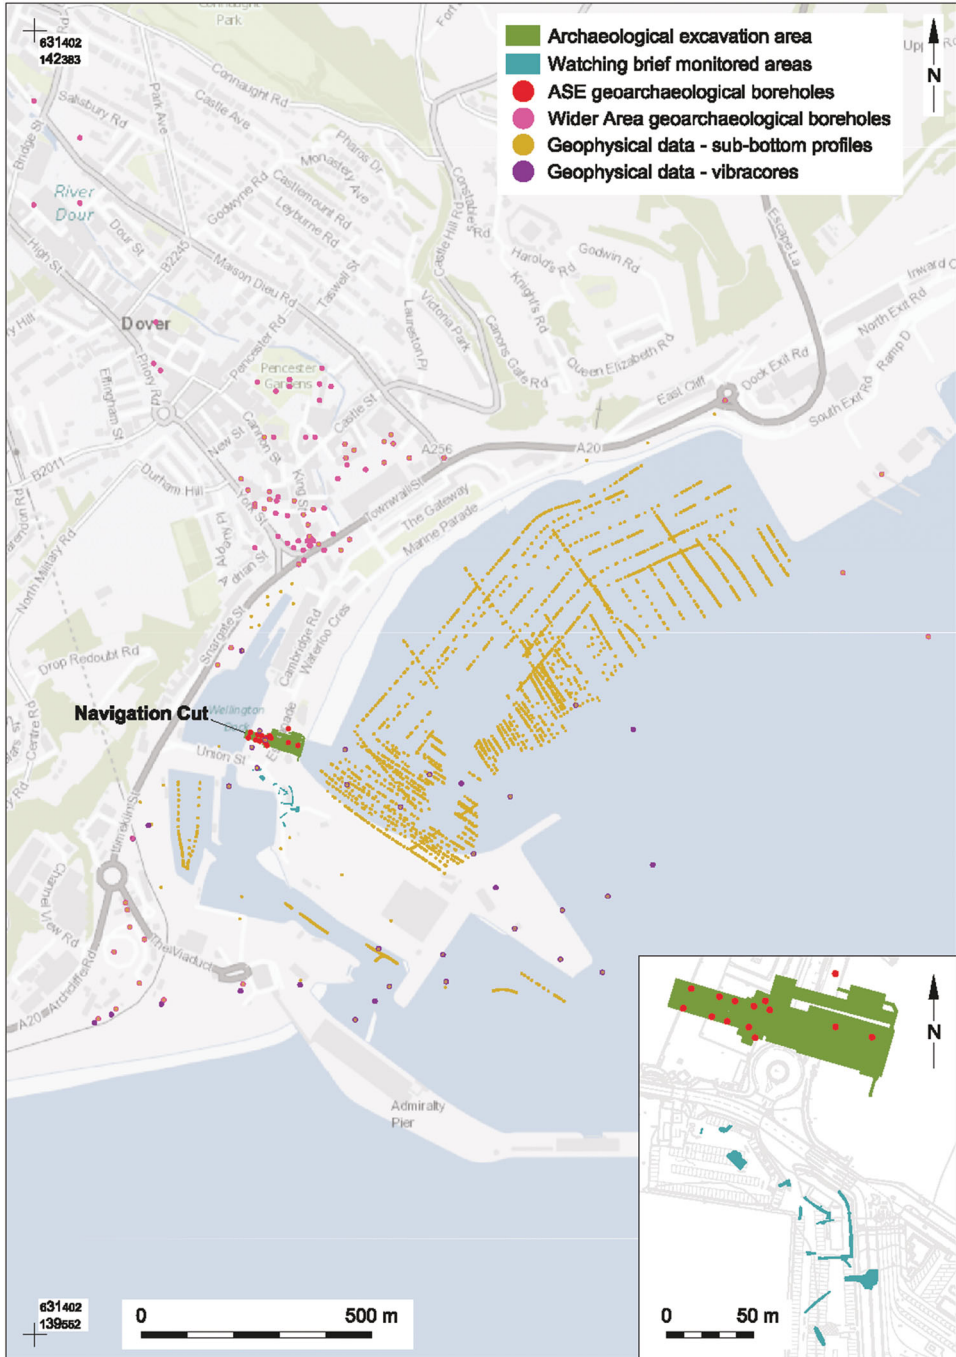 631402
142383
Archaeological excavation area
Watching brief monitored areas
ASE geoarchaeological boreholes
Wider Area geoarchaeological boreholes
Geophysical data - sub-bottom profiles
Geophysical data - vibracores
N
Connaught
Park
Connaught Rd
Castle Ave
Salisbury Rd
Park Ave
Bridge St
Pharos Dr
Monastery Ave
Castlemount Rd
Leyburne Rd
Godwyne Rd
Taswell St
Constable's
Rd
Castle Hill Rd
Harold's Rd
Godwin Rd
Knight's Rd
Escape La
River
Dour
Dour St
High St
B2245
Maison Dieu Rd
Laureston Pl
Victoria Park
Canons Gate Rd
Queen Elizabeth Rd
East Cliff
Dock Exit Rd
North Exit Rd
South Exit Rd
Ramp D
Inward
Dover
Priory Rd
Pencester Rd
Pencester
Gardens
Effingham St
Castle St
New St
Cannon St
King St
A256
A20
B2011
Durham Hill
York St
Townwall St
The Gateway
Marine Parade
Albany Pl
Adrian St
North Military Rd
Snargate St
Cambridge Rd
Waterloo Cres
Drop Redoubt Rd
Centre Rd
Navigation Cut
Wellington
Union St
Limekiln St
Channel View Rd
Archcliffe Rd
The Viaduct
A20
Admiralty
Pier
631402
139552
0 500 m
N
0 50 m